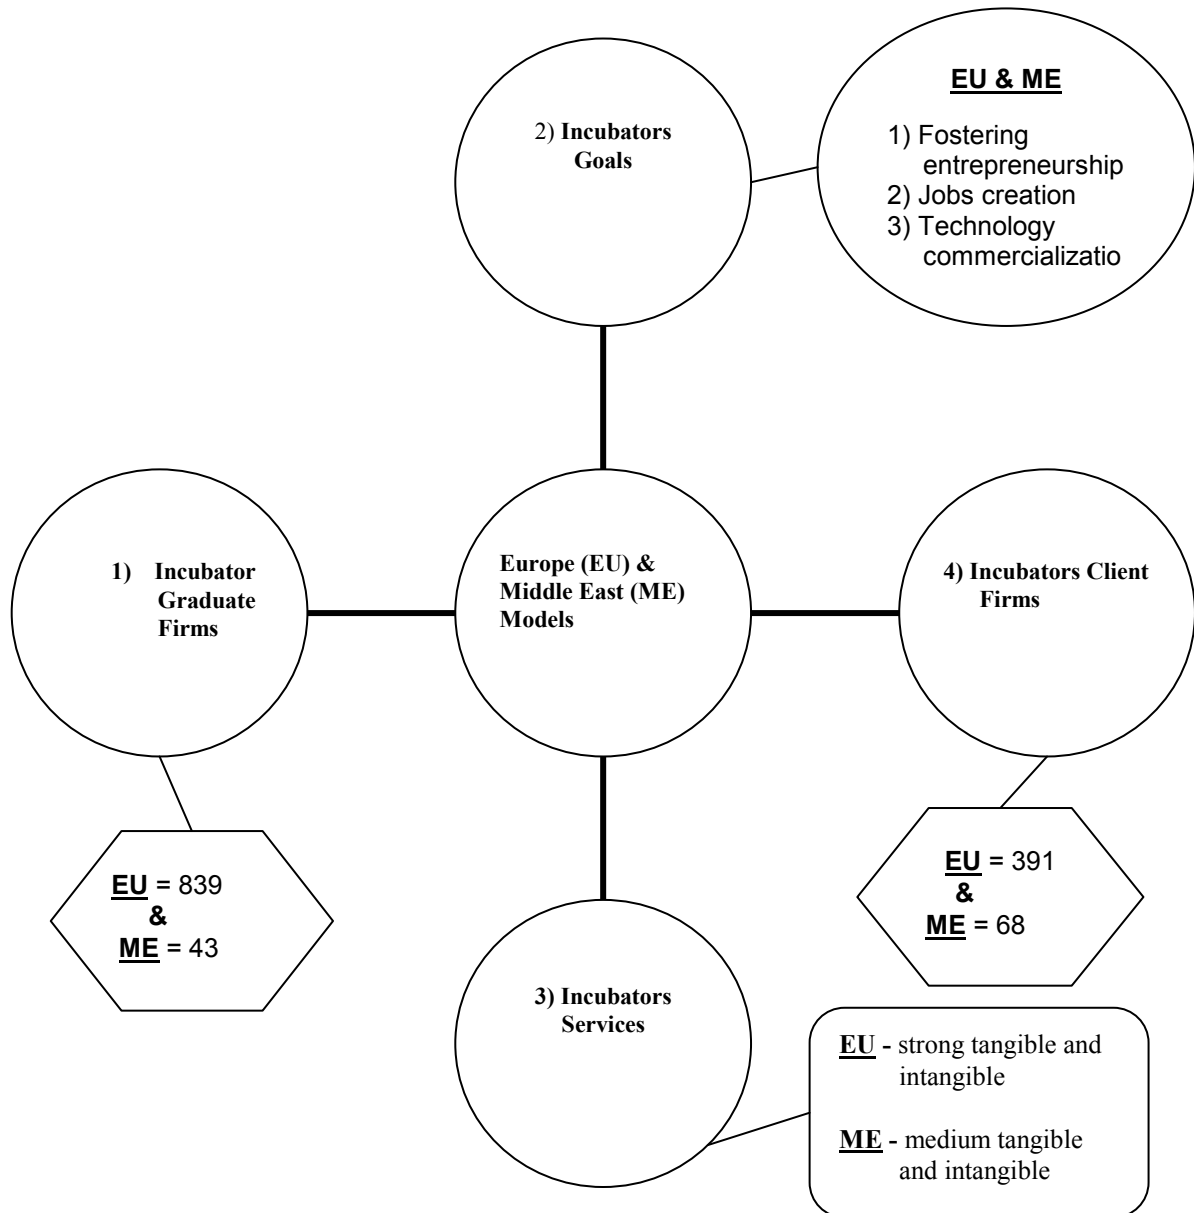 2) Incubators
Goals
EU & ME
1) Fostering
entrepreneurship
2) Jobs creation
3) Technology
commercializatio
1) Incubator
Graduate
Firms
Europe (EU) &
Middle East (ME)
Models
4) Incubators Client
Firms
EU = 839
&
ME = 43
EU = 391
&
ME = 68
3) Incubators
Services
EU - strong tangible and
intangible
ME - medium tangible
and intangible